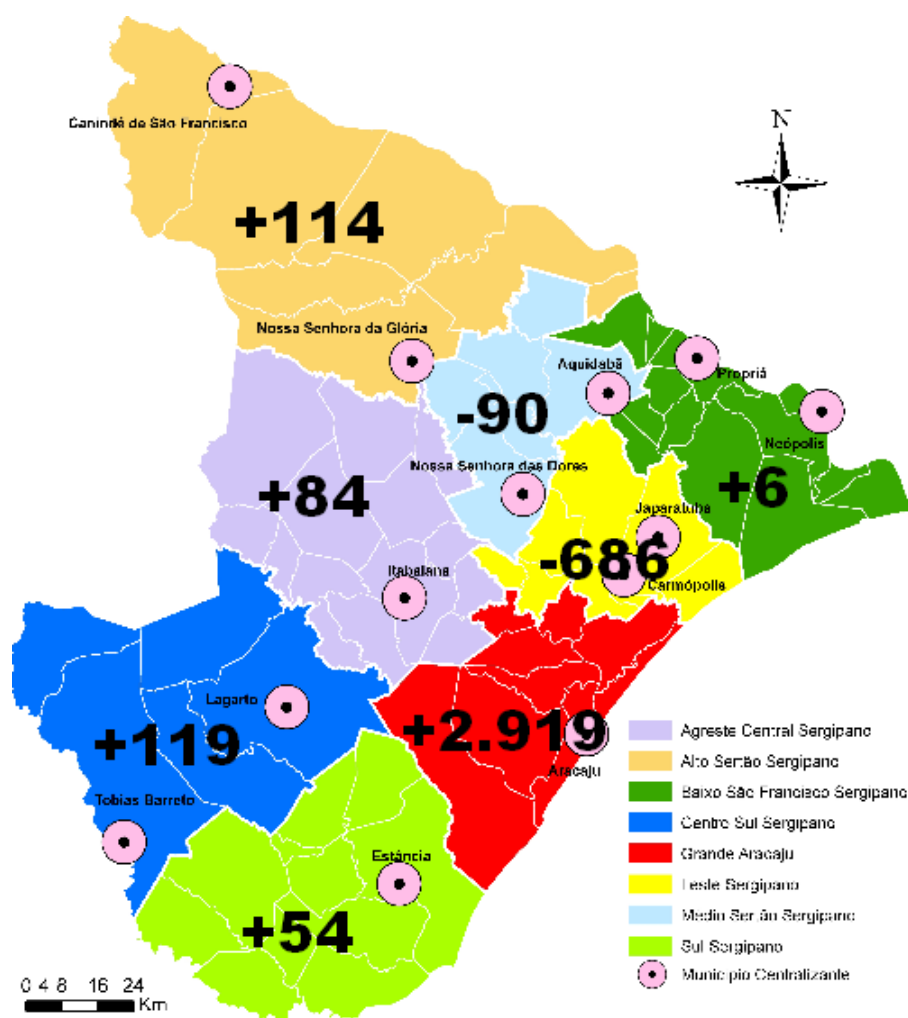 N
Canindé de São Francisco
+114
Nossa Senhora da Glória
Aquidabã
Propriá
-90
Neópolis
Nossa Senhora das Dores
+84
+6
Japaratuba
-686
Itabaiana
Carmópolis
Lagarto
+119
+2.919
Aracaju
Tobias Barreto
Estância
+54
Agreste Central Sergipano
Alto Sertão Sergipano
Baixo São Francisco Sergipano
Centro Sul Sergipano
Grande Aracaju
Leste Sergipano
Medio Sertão Sergipano
Sul Sergipano
Município Centralizante
0 4 8 16 24
Km